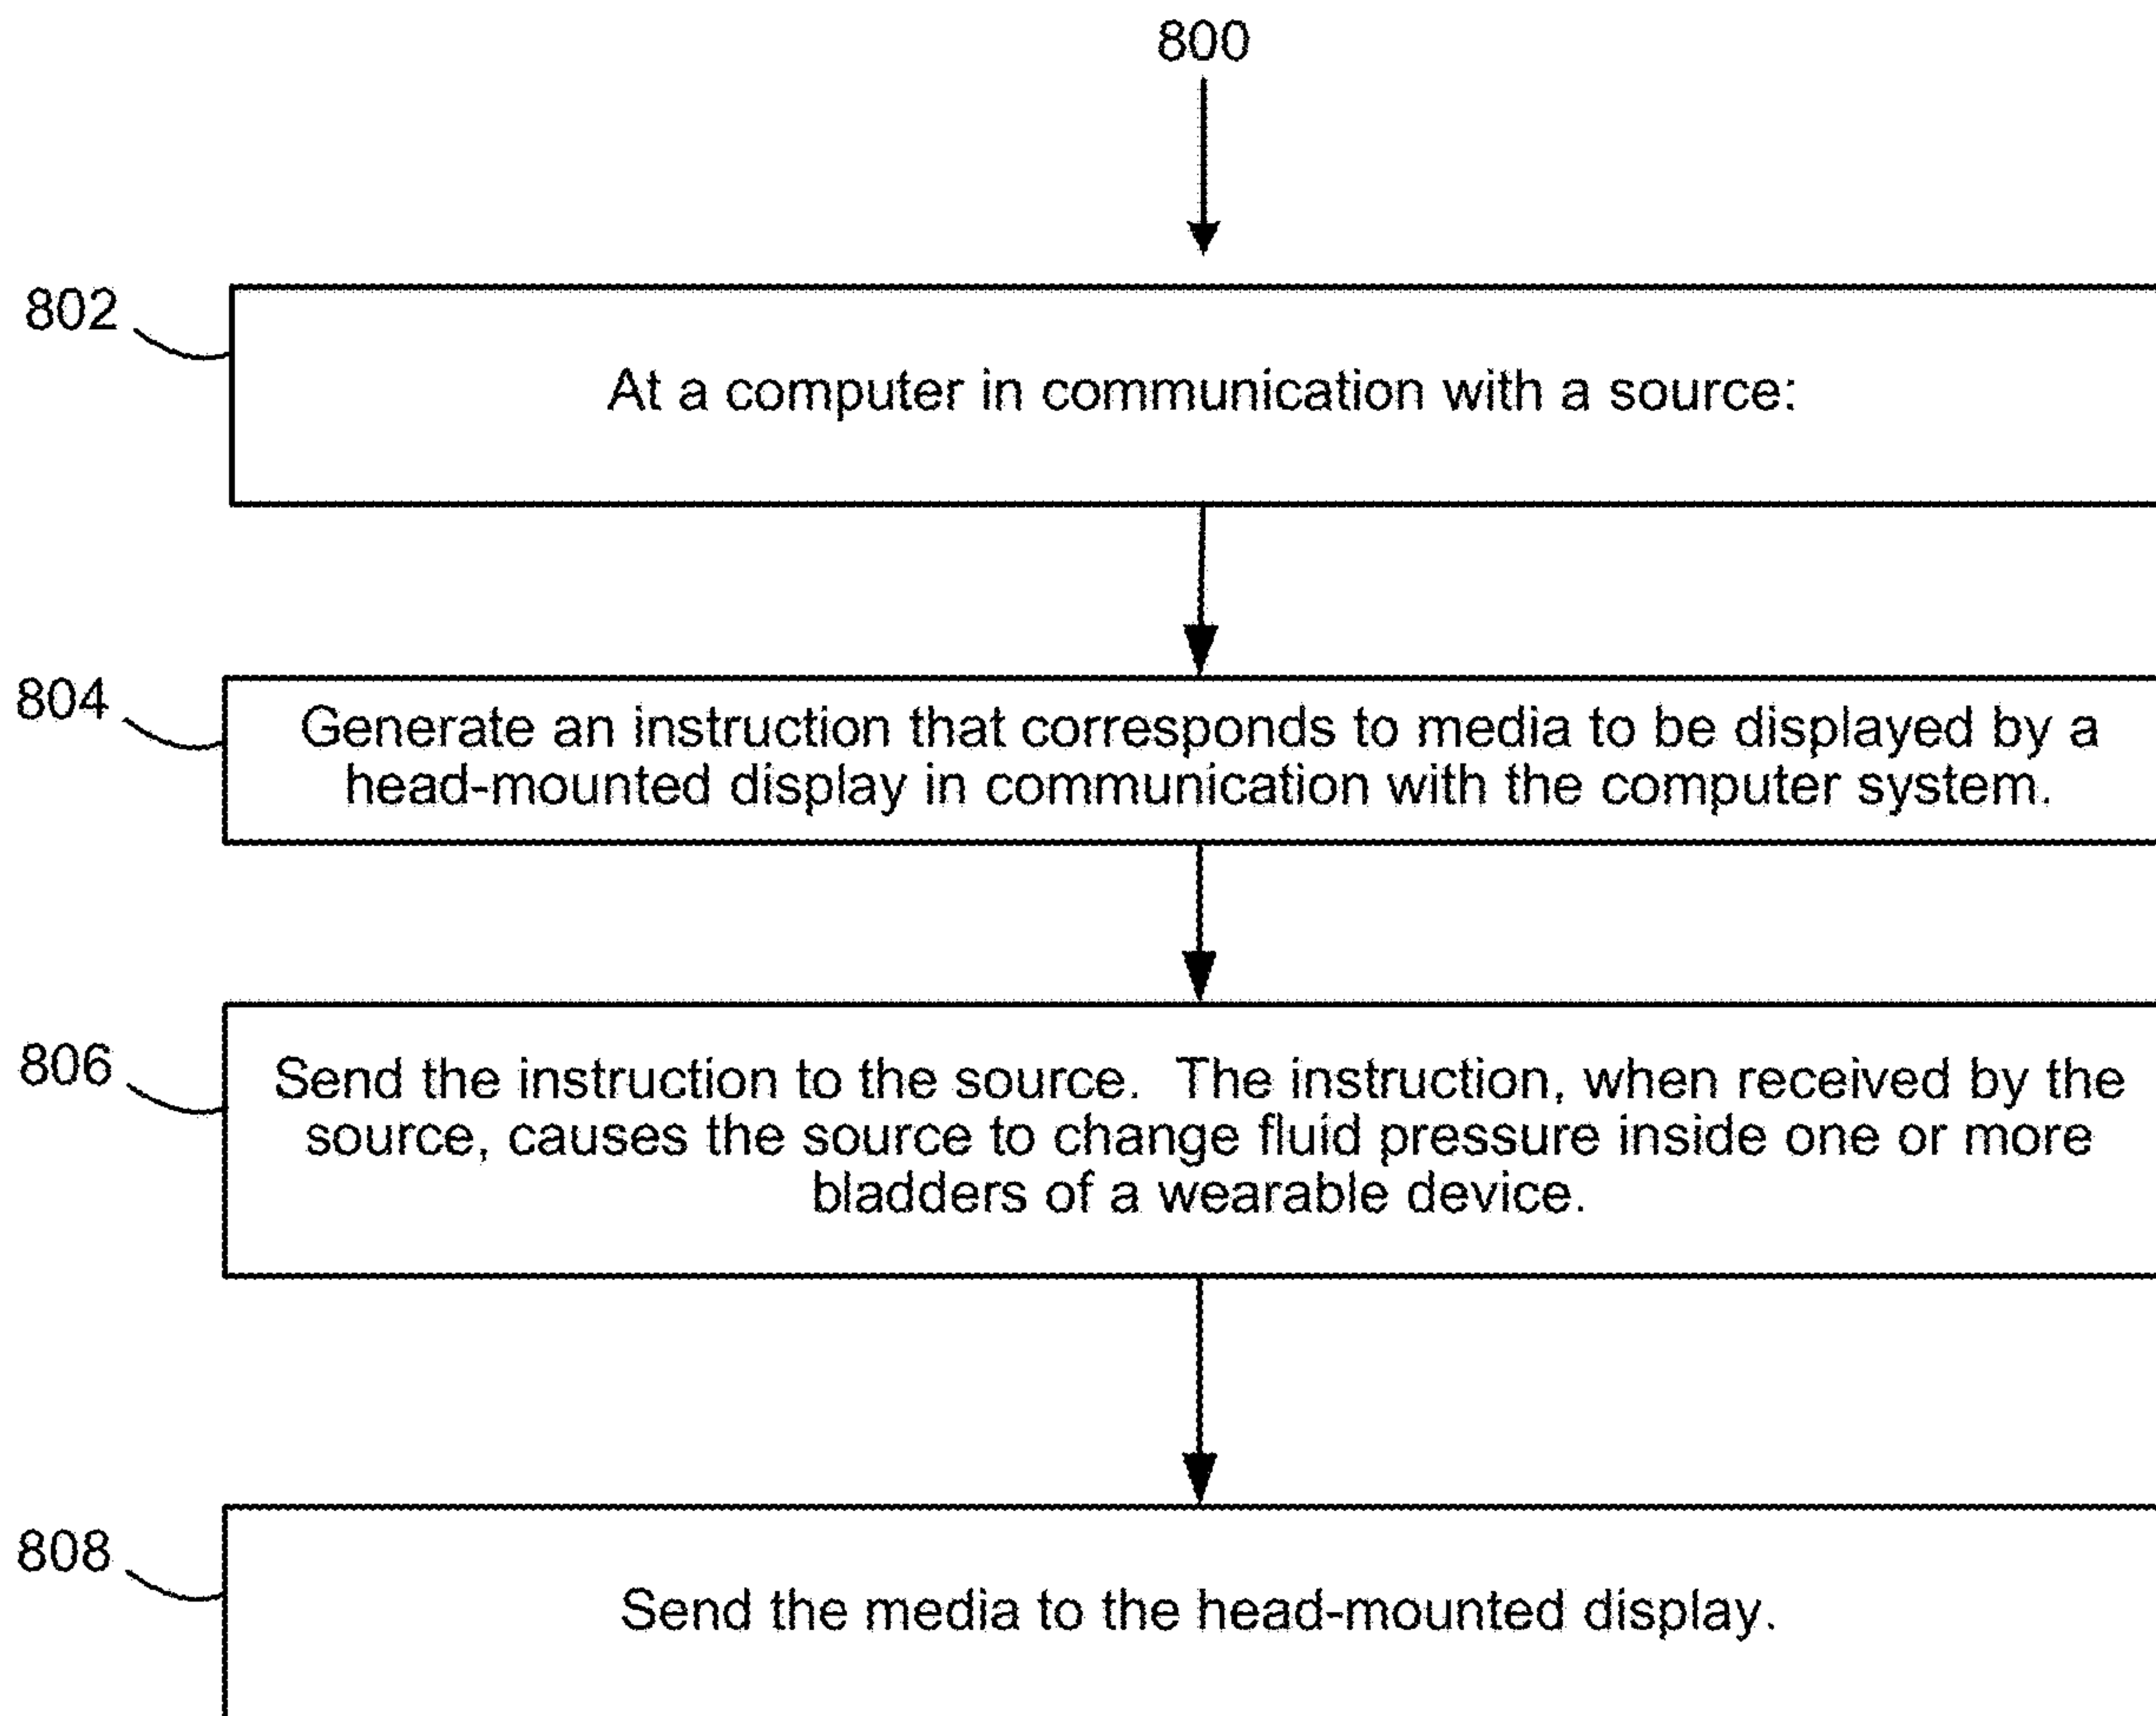 800
802
At a computer in communication with a source:
804
Generate an instruction that corresponds to media to be displayed by a
head-mounted display in communication with the computer system.
806
Send the instruction to the source.  The instruction, when received by the
source, causes the source to change fluid pressure inside one or more
bladders of a wearable device.
808
Send the media to the head-mounted display.